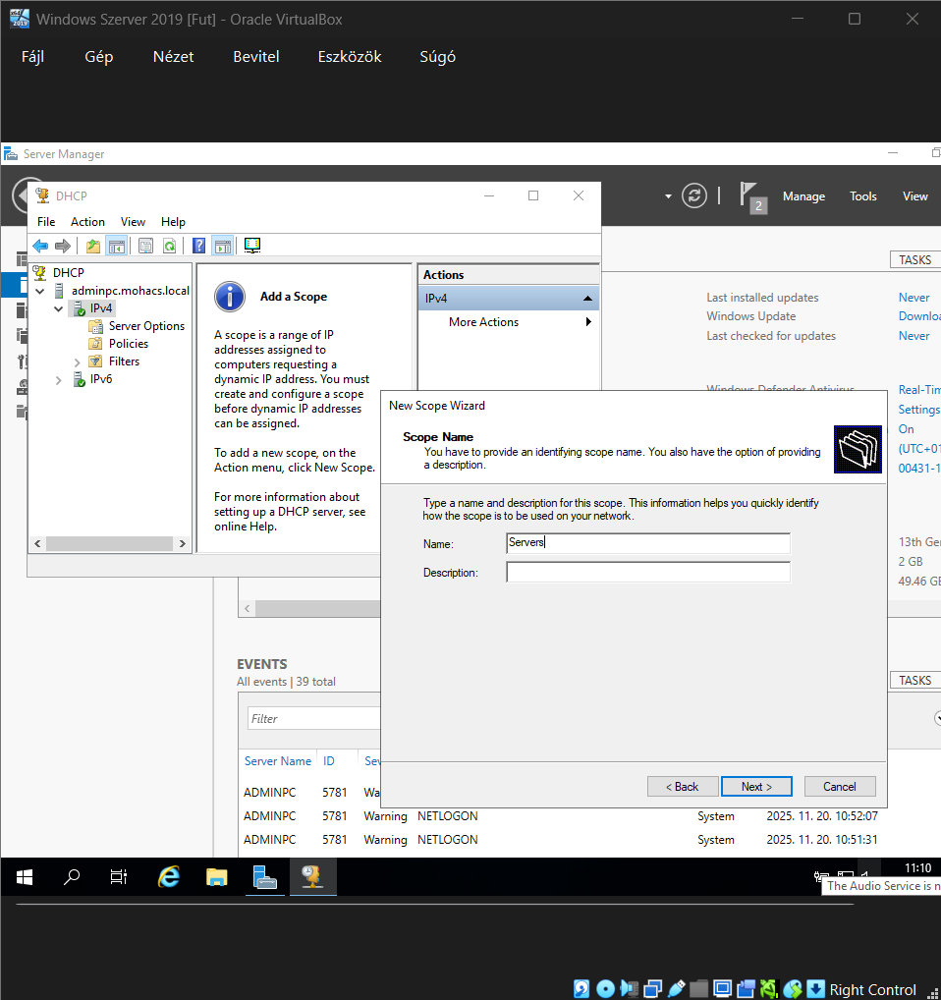 Windows Szerver 2019 [Fut] - Oracle VirtualBox
Fájl Gép Nézet Bevitel Eszközök Súgó
Server Manager
DHCP
File Action View Help
2
Manage Tools View
DHCP
adminpc.mohacs.local
IPv4
Server Options
Policies
Filters
IPv6
Add a Scope
A scope is a range of IP
addresses assigned to
computers requesting a
dynamic IP address. You must
create and configure a scope
before dynamic IP addresses
can be assigned.
To add a new scope, on the
Action menu, click New Scope.
For more information about
setting up a DHCP server, see
online Help.
Actions
IPv4
More Actions
TASKS
Last installed updates Never
Windows Update Downloa
Last checked for updates Never
Windows Defender Antivirus Real-Tim
Settings
On
(UTC+01
00431-1
13th Gen
2 GB
49.46 GB
New Scope Wizard
Scope Name
You have to provide an identifying scope name. You also have the option of providing
a description.
Type a name and description for this scope. This information helps you quickly identify
how the scope is to be used on your network.
Name: Servers
Description:
< Back Next > Cancel
EVENTS
All events | 39 total
TASKS
Filter
Server Name ID Sev
ADMINPC 5781 Wa
ADMINPC 5781 Warning NETLOGON System 2025. 11. 20. 10:52:07
ADMINPC 5781 Warning NETLOGON System 2025. 11. 20. 10:51:31
11:10
The Audio Service is n
Right Control